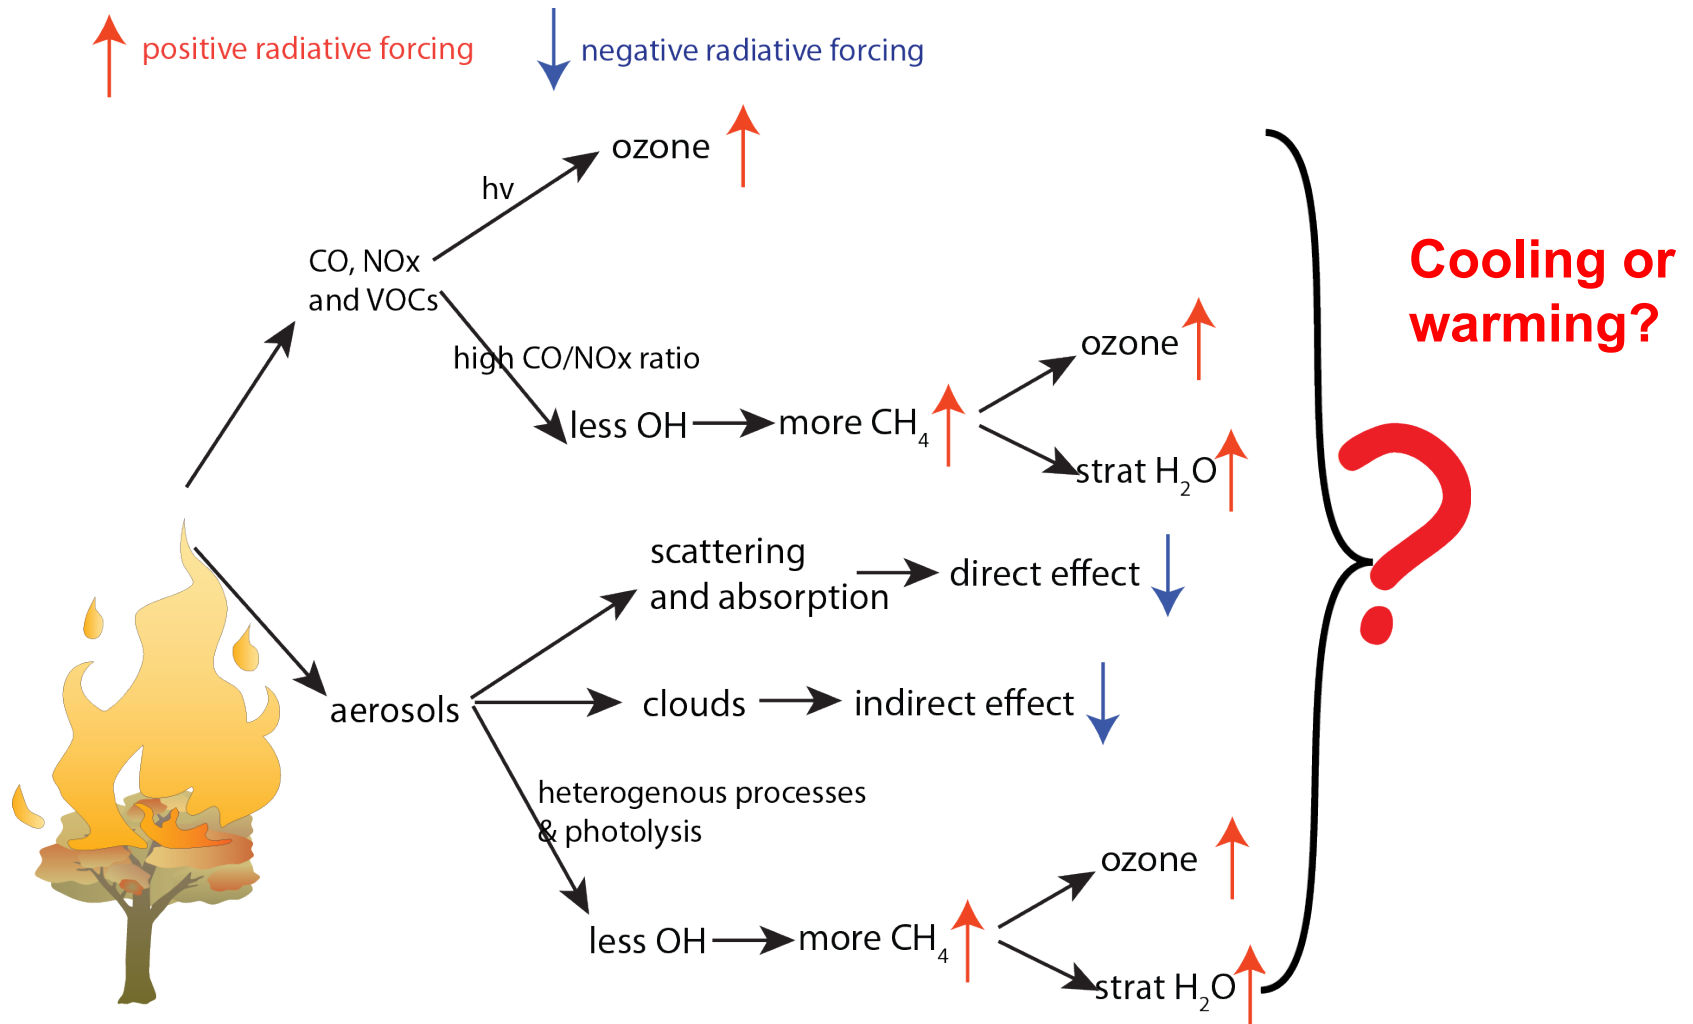 positive radiative forcing
negative radiative forcing
ozone
hv
CO, NOx
and VOCs
high CO/NOx ratio
less OH
more CH4
ozone
strat H2O
Cooling or
warming?
?
scattering
and absorption
direct effect
aerosols
clouds
indirect effect
heterogenous processes
& photolysis
less OH
more CH4
ozone
strat H2O